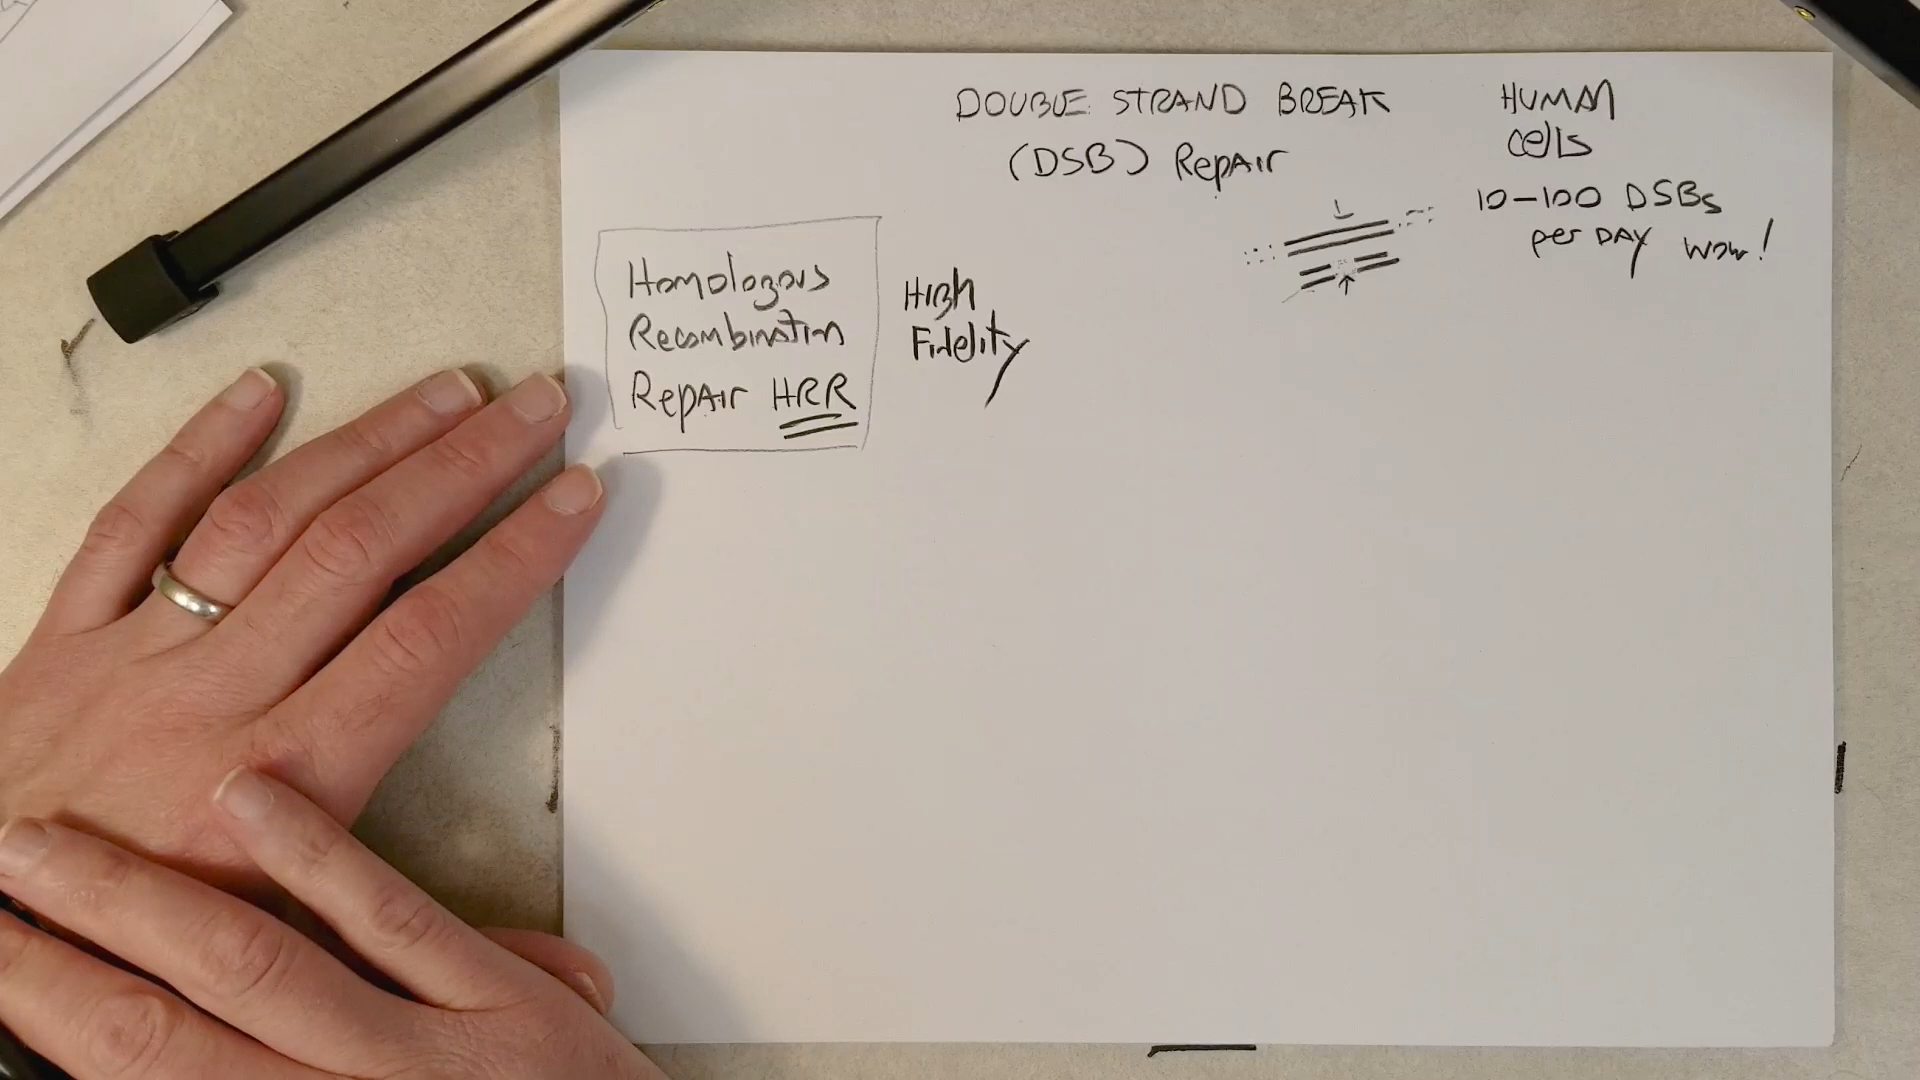 DOUBLE STRAND BREAK
(DSB) Repair
HUMAN
cells
10-100 DSBs
per DAY wow!
Homologous
Recombination
Repair HRR
High
Fidelity